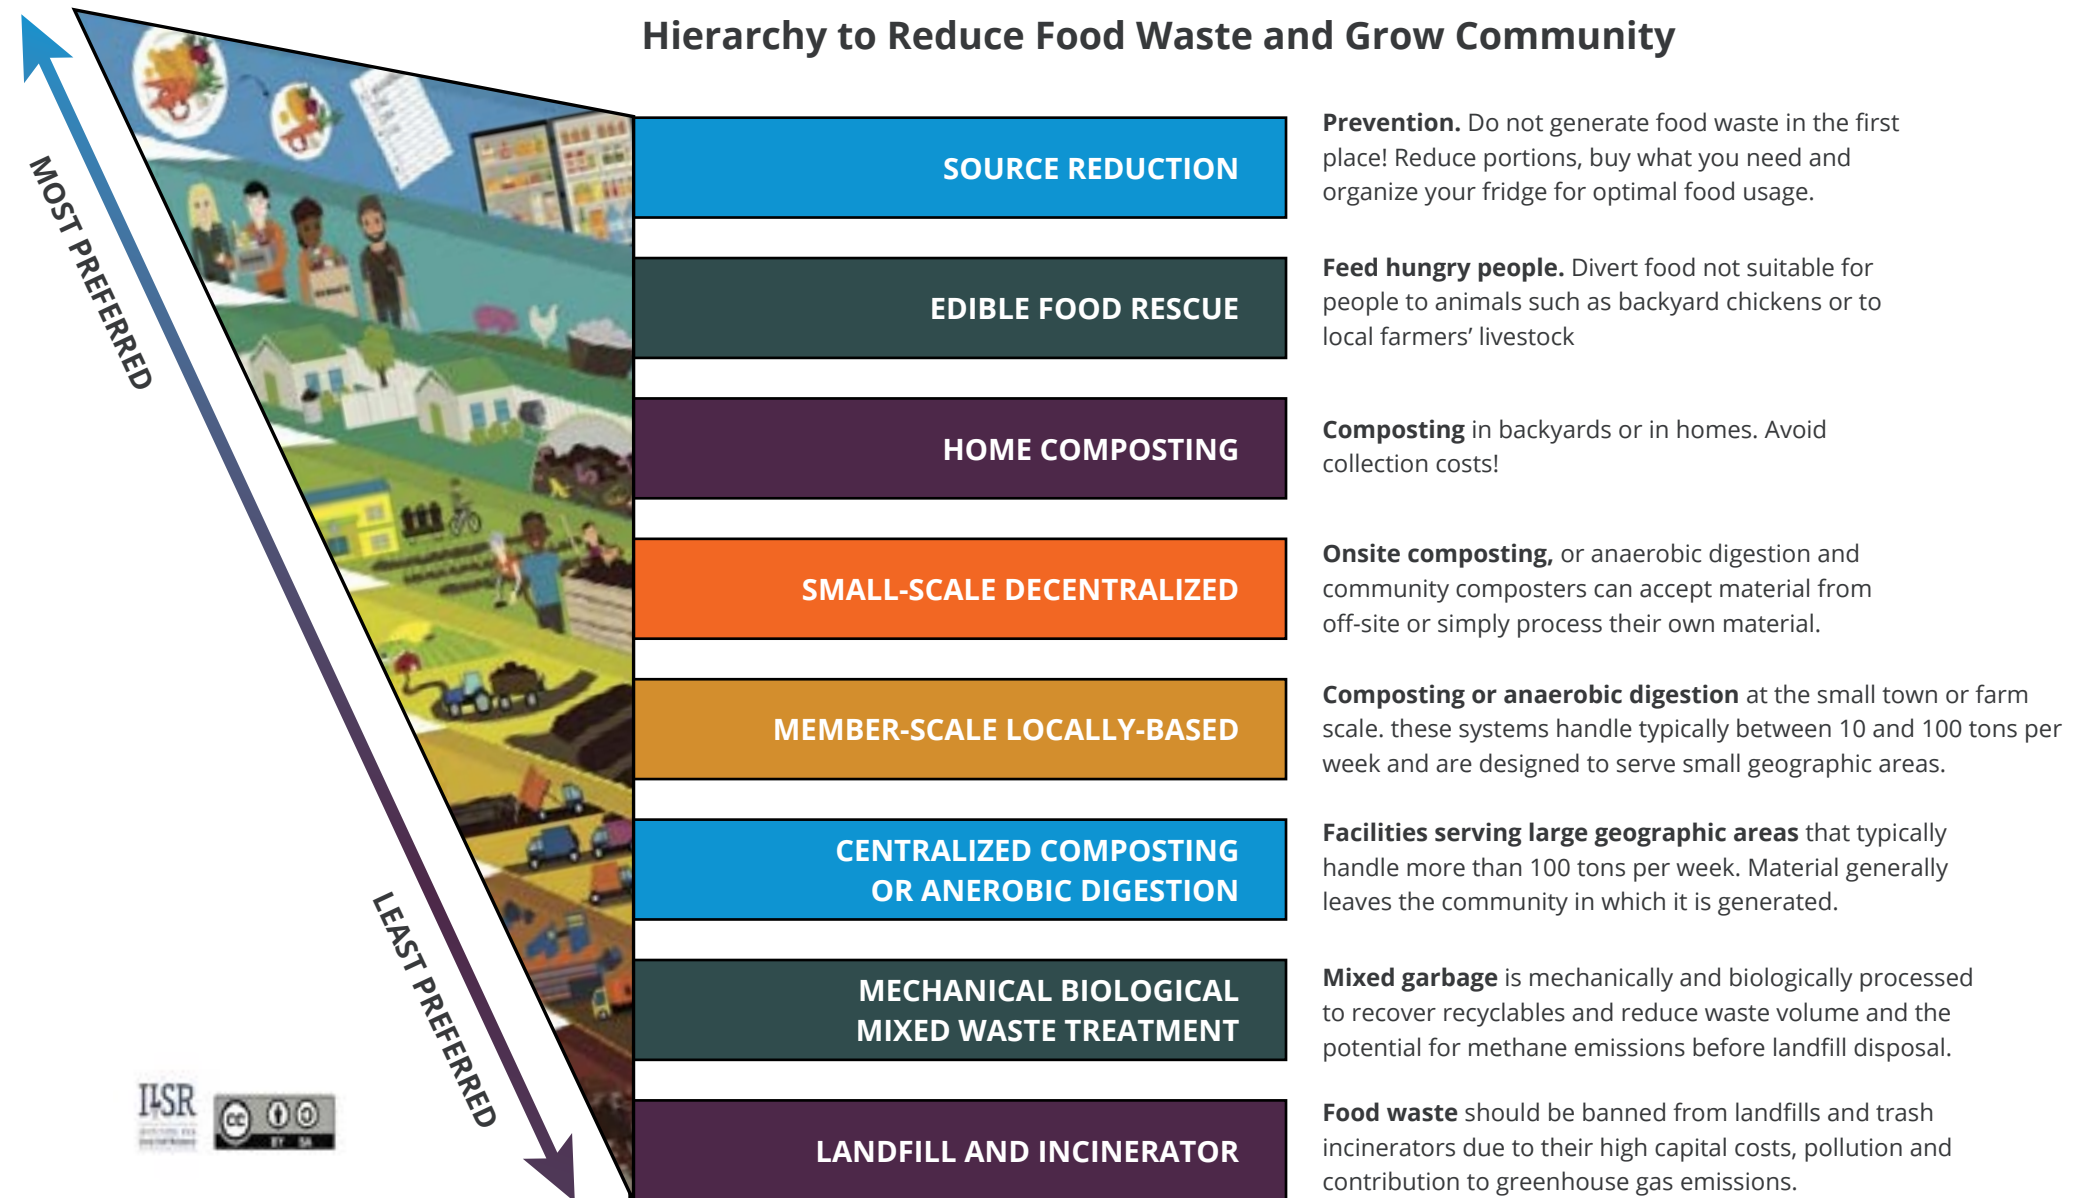 Hierarchy to Reduce Food Waste and Grow Community
MOST PREFERRED
LEAST PREFERRED
SOURCE REDUCTION
Prevention. Do not generate food waste in the first
place! Reduce portions, buy what you need and
organize your fridge for optimal food usage.
EDIBLE FOOD RESCUE
Feed hungry people. Divert food not suitable for
people to animals such as backyard chickens or to
local farmers’ livestock
HOME COMPOSTING
Composting in backyards or in homes. Avoid
collection costs!
SMALL-SCALE DECENTRALIZED
Onsite composting, or anaerobic digestion and
community composters can accept material from
off-site or simply process their own material.
MEMBER-SCALE LOCALLY-BASED
Composting or anaerobic digestion at the small town or farm
scale. these systems handle typically between 10 and 100 tons per
week and are designed to serve small geographic areas.
CENTRALIZED COMPOSTING
OR ANEROBIC DIGESTION
Facilities serving large geographic areas that typically
handle more than 100 tons per week. Material generally
leaves the community in which it is generated.
MECHANICAL BIOLOGICAL
MIXED WASTE TREATMENT
Mixed garbage is mechanically and biologically processed
to recover recyclables and reduce waste volume and the
potential for methane emissions before landfill disposal.
LANDFILL AND INCINERATOR
Food waste should be banned from landfills and trash
incinerators due to their high capital costs, pollution and
contribution to greenhouse gas emissions.
ILSR
cc
BY SA